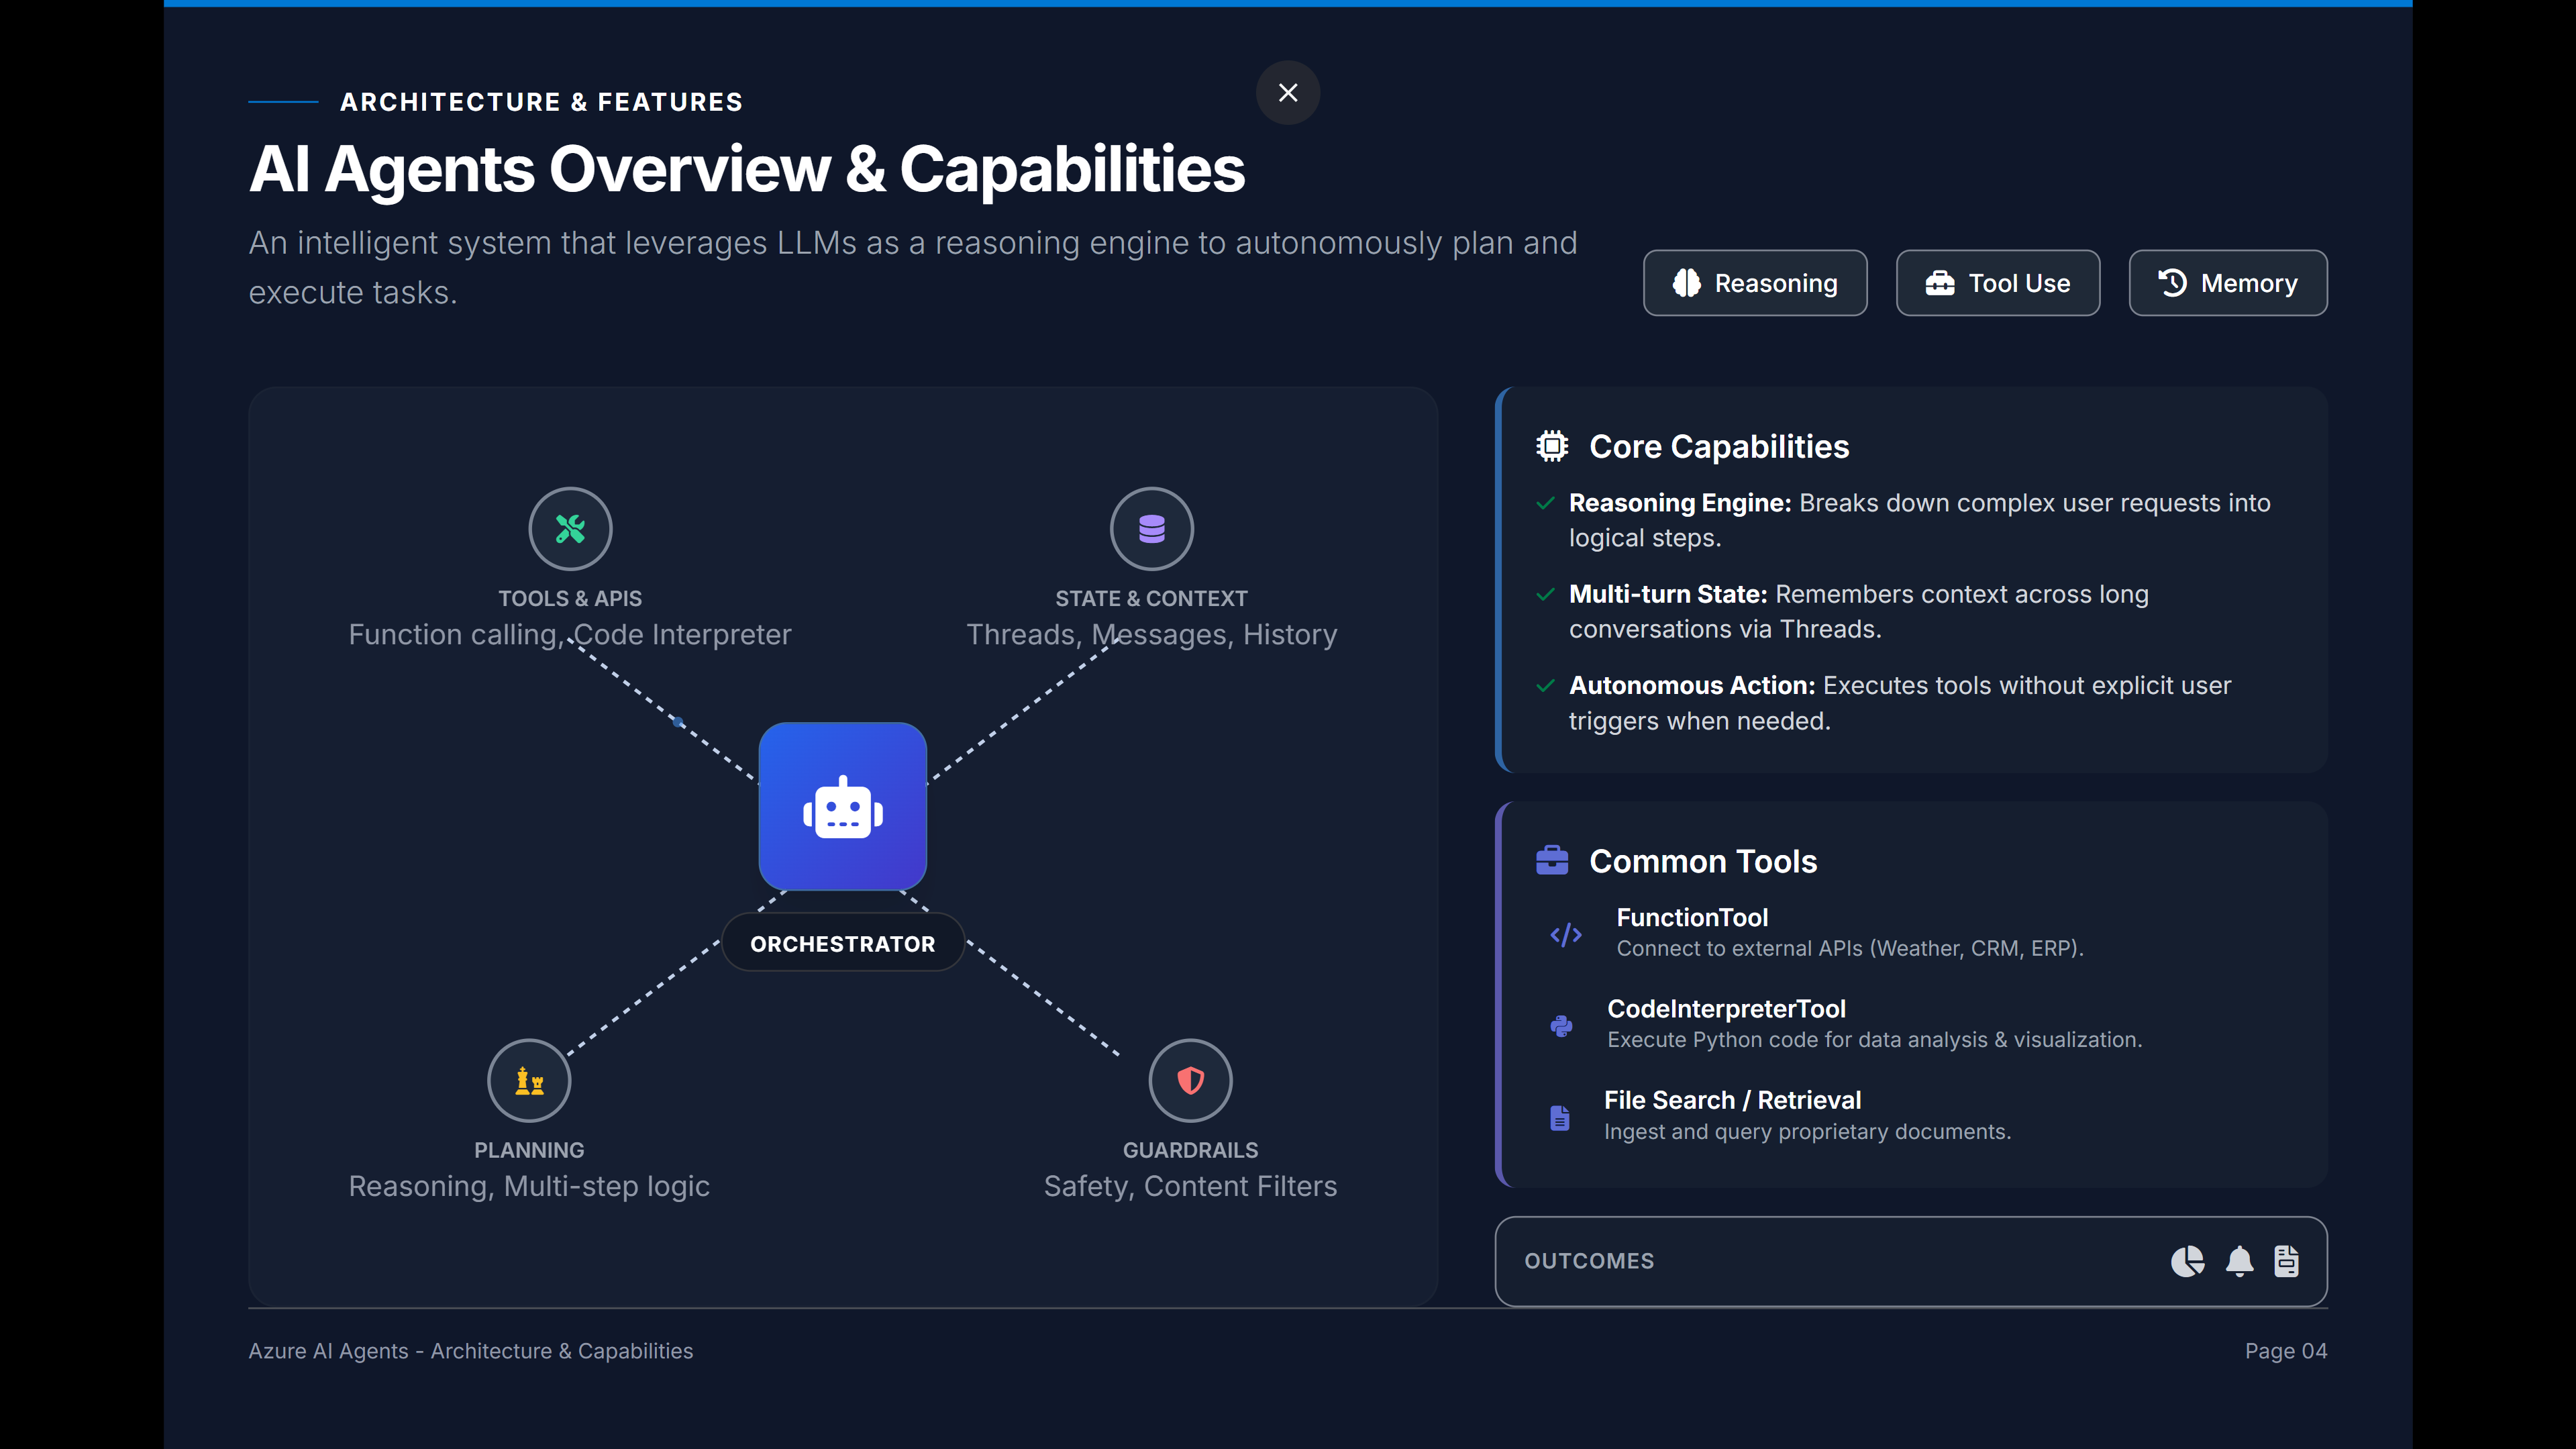 ARCHITECTURE & FEATURES
AI Agents Overview & Capabilities
An intelligent system that leverages LLMs as a reasoning engine to autonomously plan and
execute tasks.
Reasoning
Tool Use
Memory
TOOLS & APIS
Function calling, Code Interpreter
STATE & CONTEXT
Threads, Messages, History
ORCHESTRATOR
PLANNING
Reasoning, Multi-step logic
GUARDRAILS
Safety, Content Filters
Core Capabilities
Reasoning Engine: Breaks down complex user requests into
logical steps.
Multi-turn State: Remembers context across long
conversations via Threads.
Autonomous Action: Executes tools without explicit user
triggers when needed.
Common Tools
FunctionTool
Connect to external APIs (Weather, CRM, ERP).
CodeInterpreterTool
Execute Python code for data analysis & visualization.
File Search / Retrieval
Ingest and query proprietary documents.
OUTCOMES
Azure AI Agents - Architecture & Capabilities
Page 04